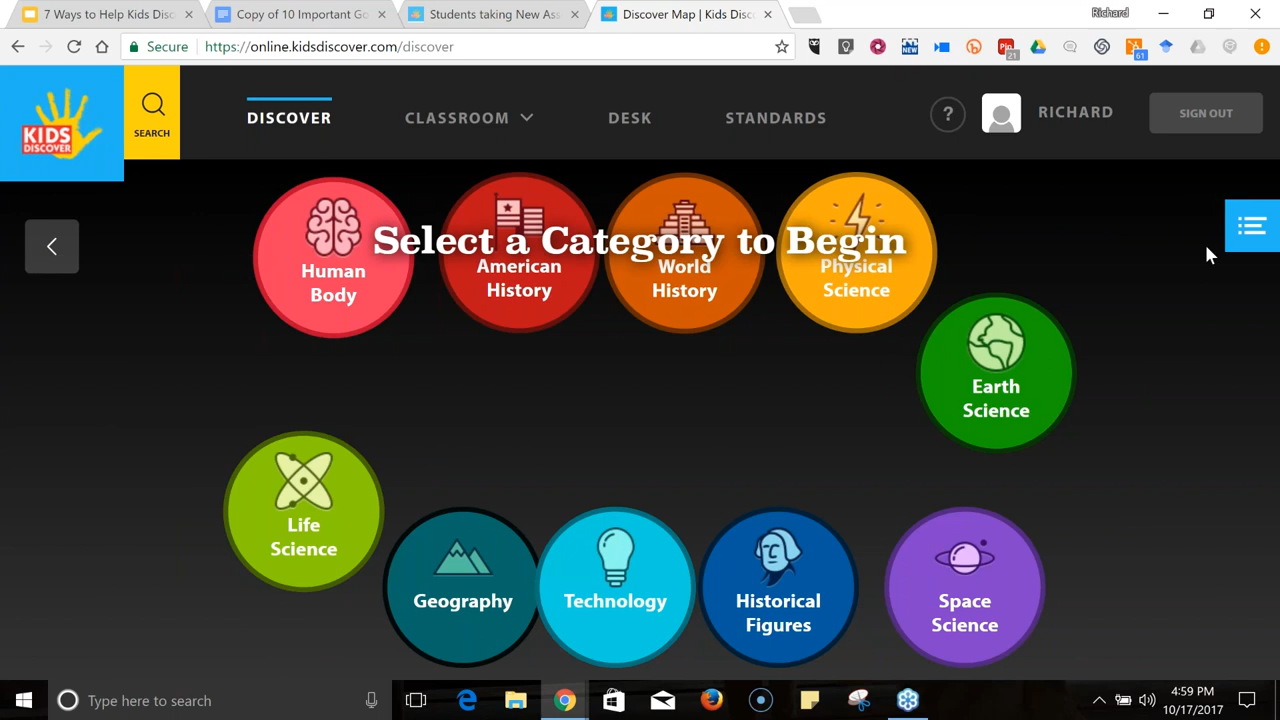 7 Ways to Help Kids Disc
Copy of 10 Important Go
Students taking New Ass
Discover Map | Kids Disc
Richard
Secure
https://online.kidsdiscover.com/discover
NEW
21
61
KIDS
DISCOVER
SEARCH
DISCOVER
CLASSROOM
DESK
STANDARDS
?
RICHARD
SIGN OUT
Select a Category to Begin
Human
Body
American
History
World
History
Physical
Science
Earth
Science
Life
Science
Geography
Technology
Historical
Figures
Space
Science
Type here to search
4:59 PM
10/17/2017